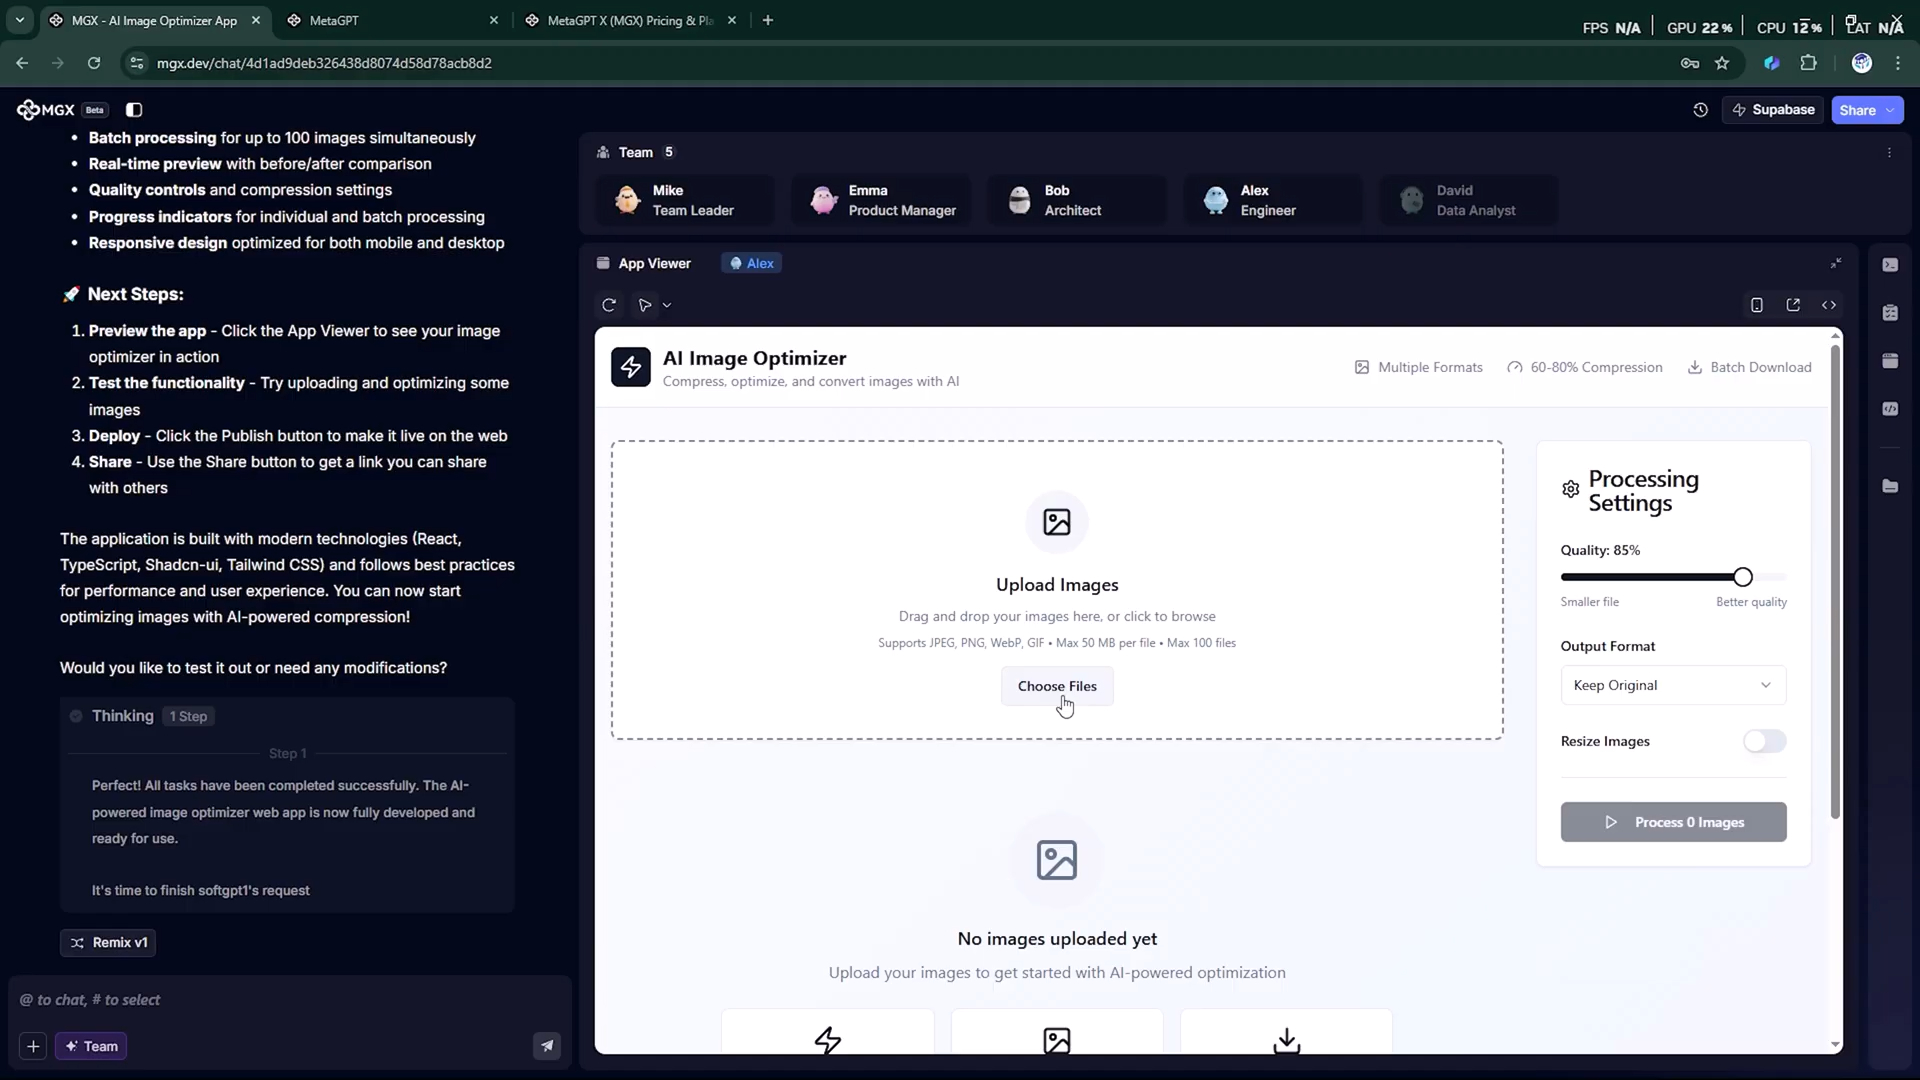 MGX - AI Image Optimizer App
MetaGPT
MetaGPT X (MGX) Pricing & Pla
FPS N/A
GPU 22 %
CPU 12 %
LAT N/A
mgx.dev/chat/4d1ad9deb326438d8074d58d78acb8d2
MGX
Beta
Supabase
Share
• Batch processing for up to 100 images simultaneously
• Real-time preview with before/after comparison
• Quality controls and compression settings
• Progress indicators for individual and batch processing
• Responsive design optimized for both mobile and desktop
🚀 Next Steps:
1. Preview the app - Click the App Viewer to see your image
optimizer in action
2. Test the functionality - Try uploading and optimizing some
images
3. Deploy - Click the Publish button to make it live on the web
4. Share - Use the Share button to get a link you can share
with others
The application is built with modern technologies (React,
TypeScript, Shadcn-ui, Tailwind CSS) and follows best practices
for performance and user experience. You can now start
optimizing images with AI-powered compression!
Would you like to test it out or need any modifications?
Thinking 1 Step
Step 1
Perfect! All tasks have been completed successfully. The AI-
powered image optimizer web app is now fully developed and
ready for use.
It's time to finish softgpt1's request
Remix v1
@ to chat, # to select
Team
Team 5
Mike
Team Leader
Emma
Product Manager
Bob
Architect
Alex
Engineer
David
Data Analyst
App Viewer
Alex
AI Image Optimizer
Compress, optimize, and convert images with AI
Multiple Formats
60-80% Compression
Batch Download
Upload Images
Drag and drop your images here, or click to browse
Supports JPEG, PNG, WebP, GIF • Max 50 MB per file • Max 100 files
Choose Files
No images uploaded yet
Upload your images to get started with AI-powered optimization
Processing
Settings
Quality: 85%
Smaller file
Better quality
Output Format
Keep Original
Resize Images
Process 0 Images